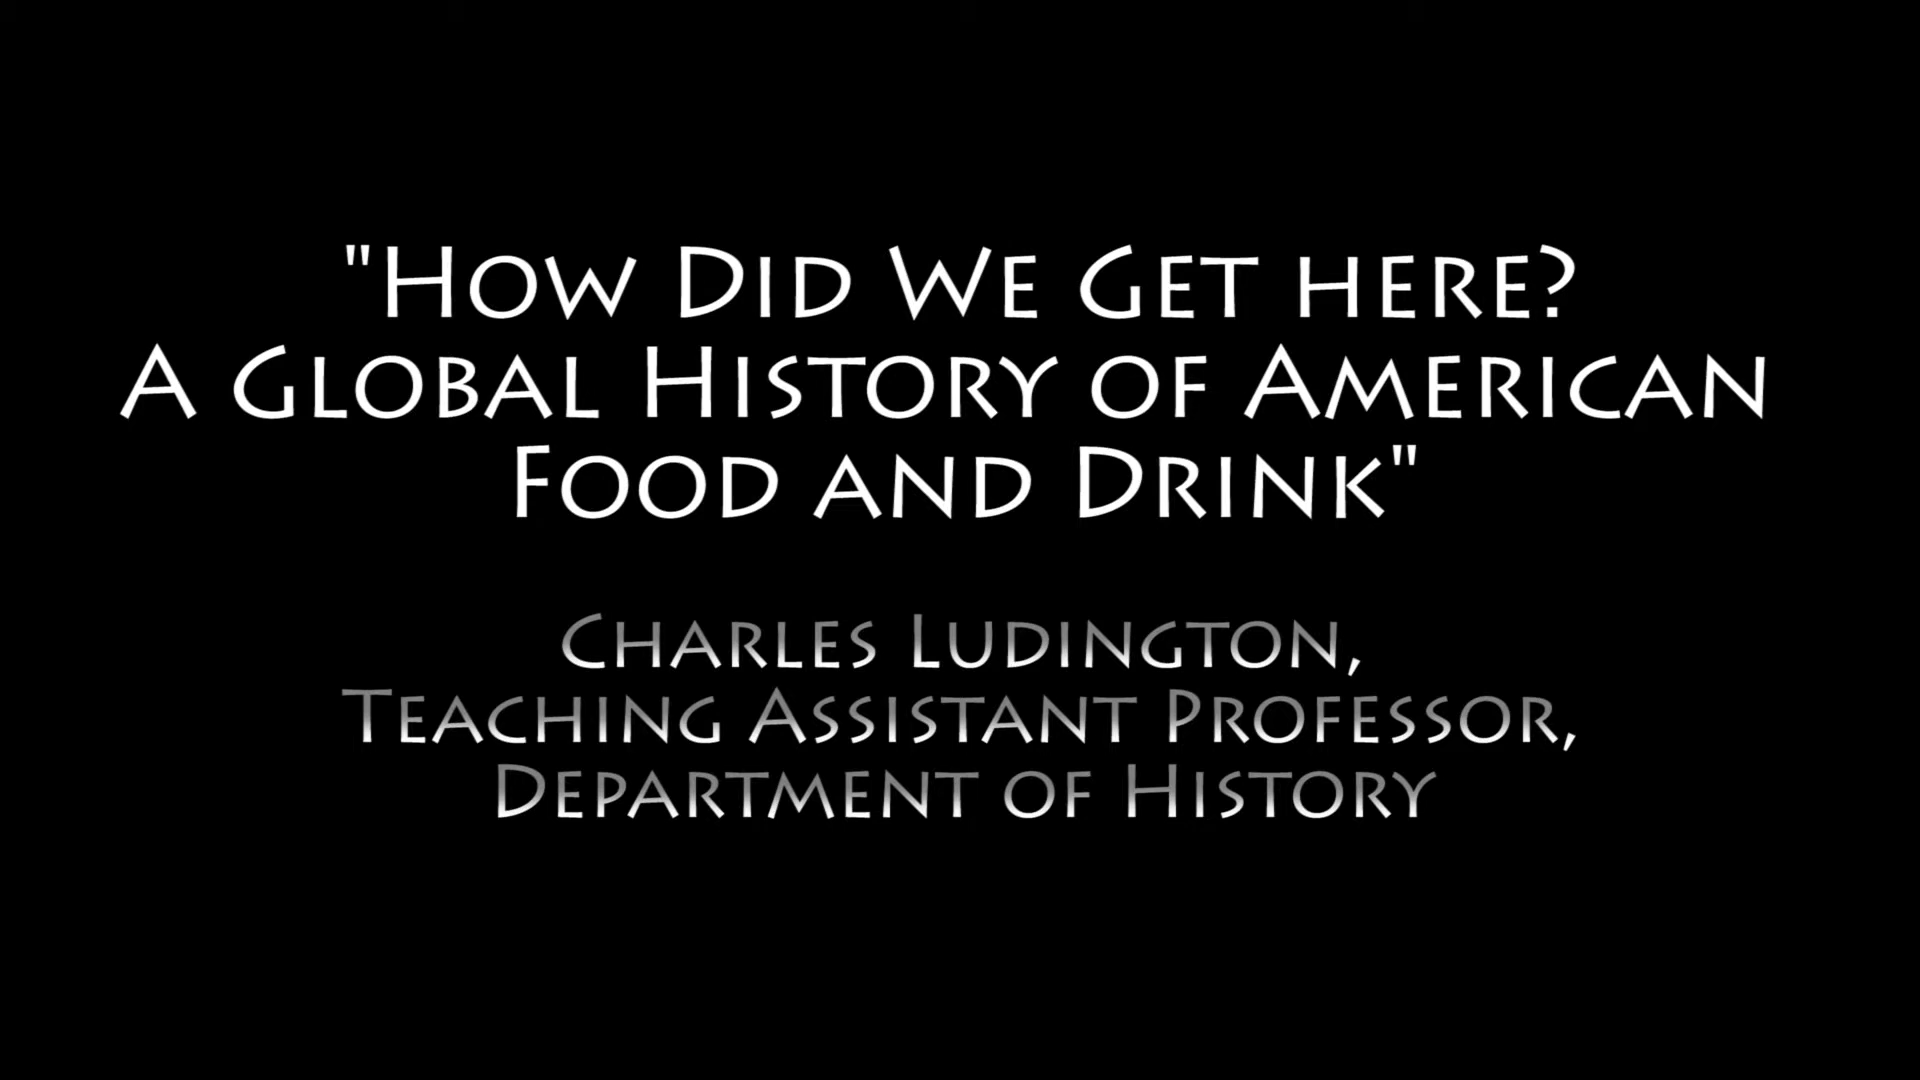 "How Did We Get here?
A Global History of American
Food and Drink"
Charles Ludington,
Teaching Assistant Professor,
Department of History